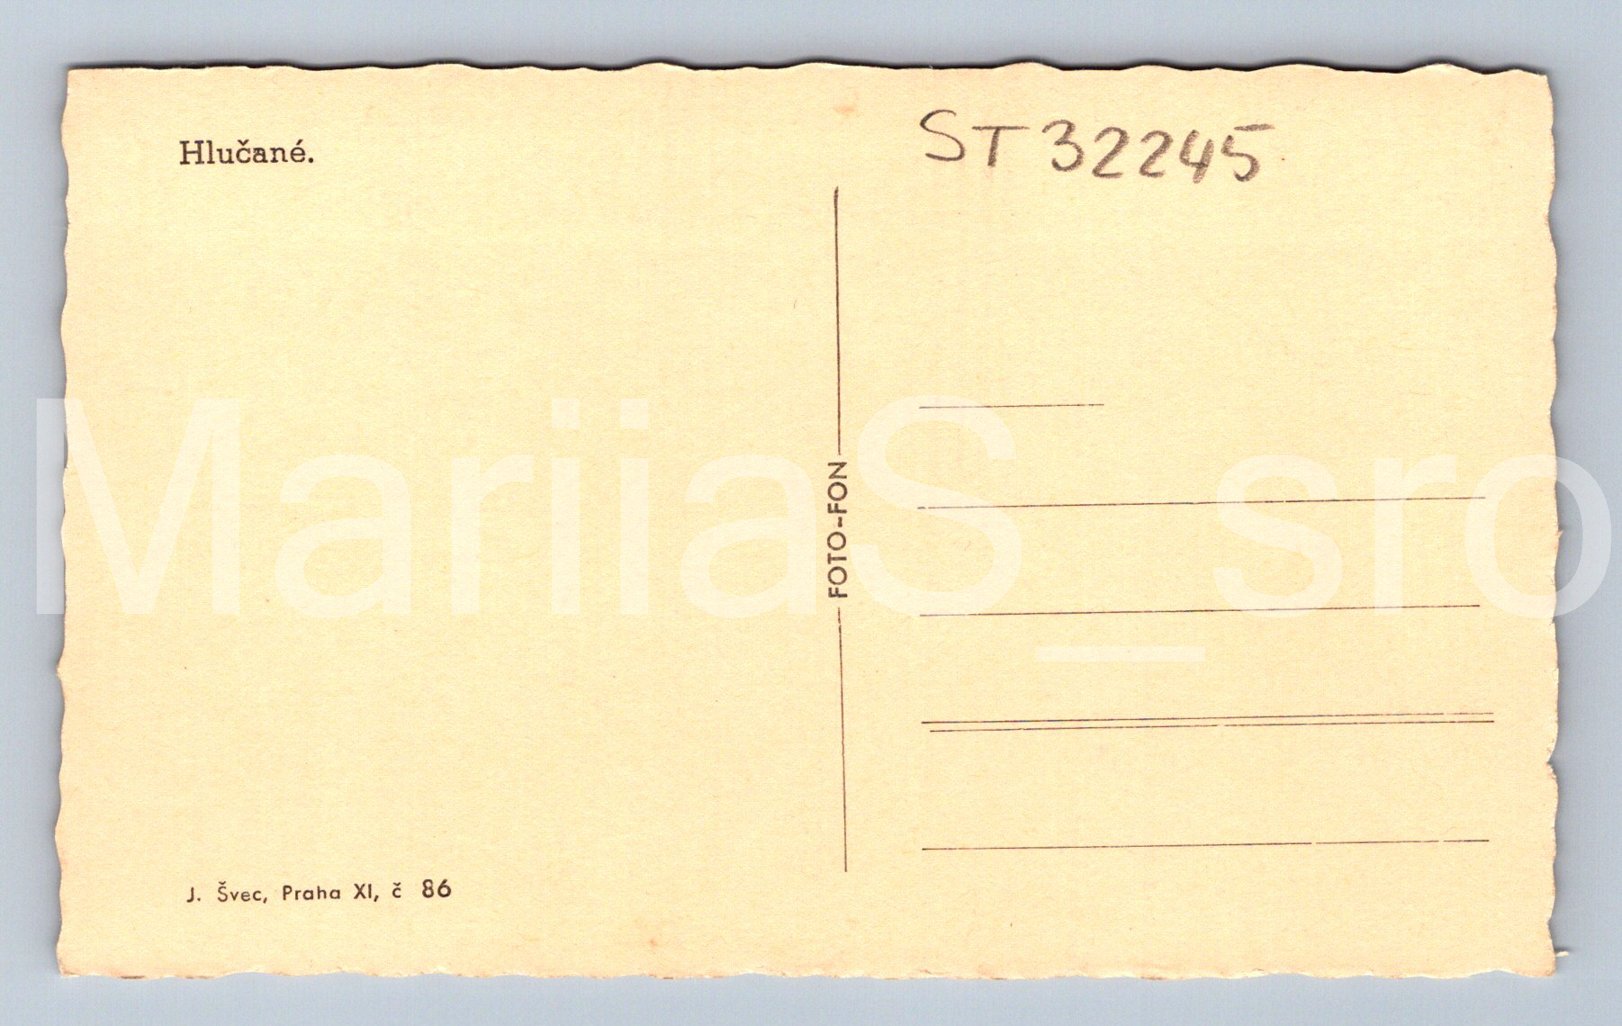 Hlučané.
ST 32245
FOTO-FON
J. Švec, Praha XI, č 86
MariiaS_sro